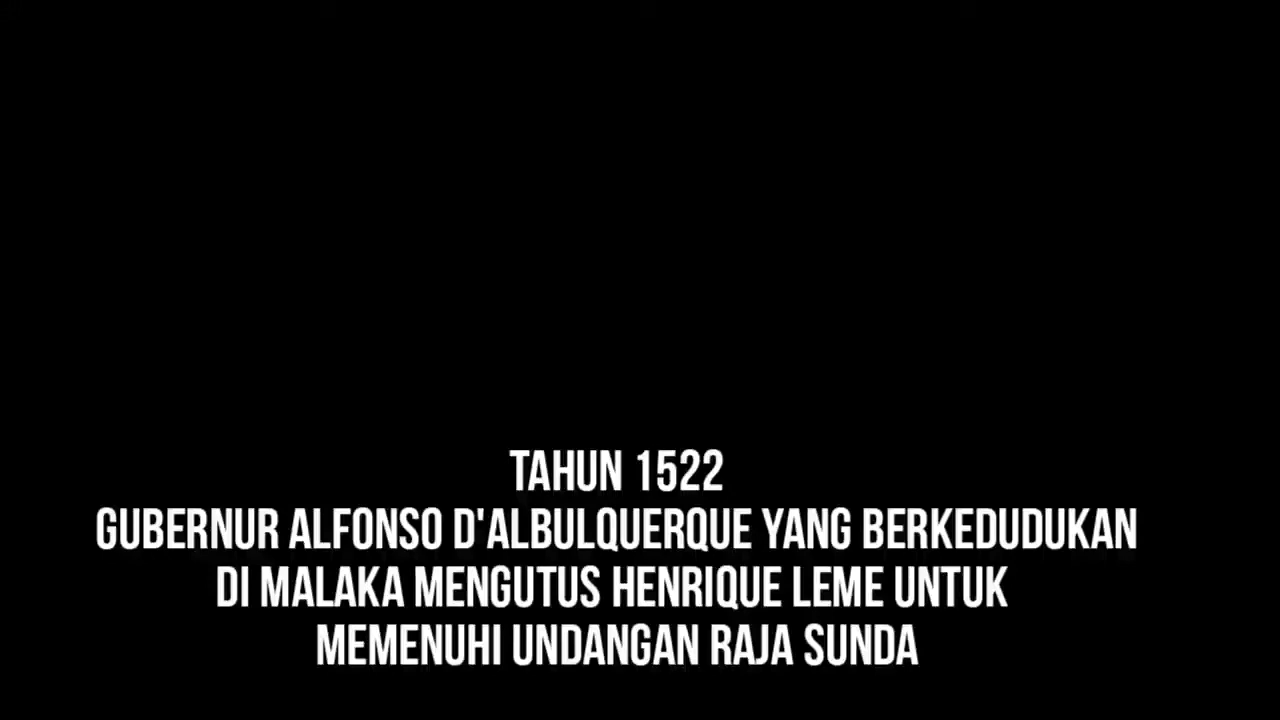 TAHUN 1522
GUBERNUR ALFONSO D'ALBULQUERQUE YANG BERKEDUDUKAN
DI MALAKA MENGUTUS HENRIQUE LEME UNTUK
MEMENUHI UNDANGAN RAJA SUNDA